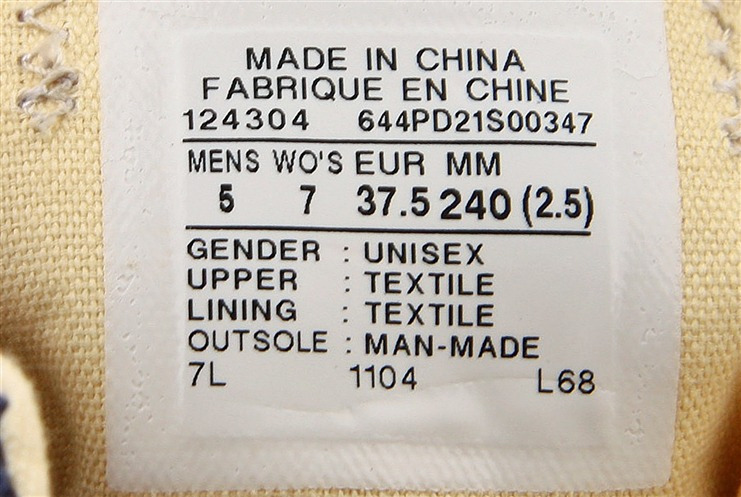 MADE IN CHINA
FABRIQUE EN CHINE
124304 644PD21S00347
MENS WO'S EUR MM
5 7 37.5 240 (2.5)
GENDER : UNISEX
UPPER : TEXTILE
LINING : TEXTILE
OUTSOLE : MAN-MADE
7L 1104 L68